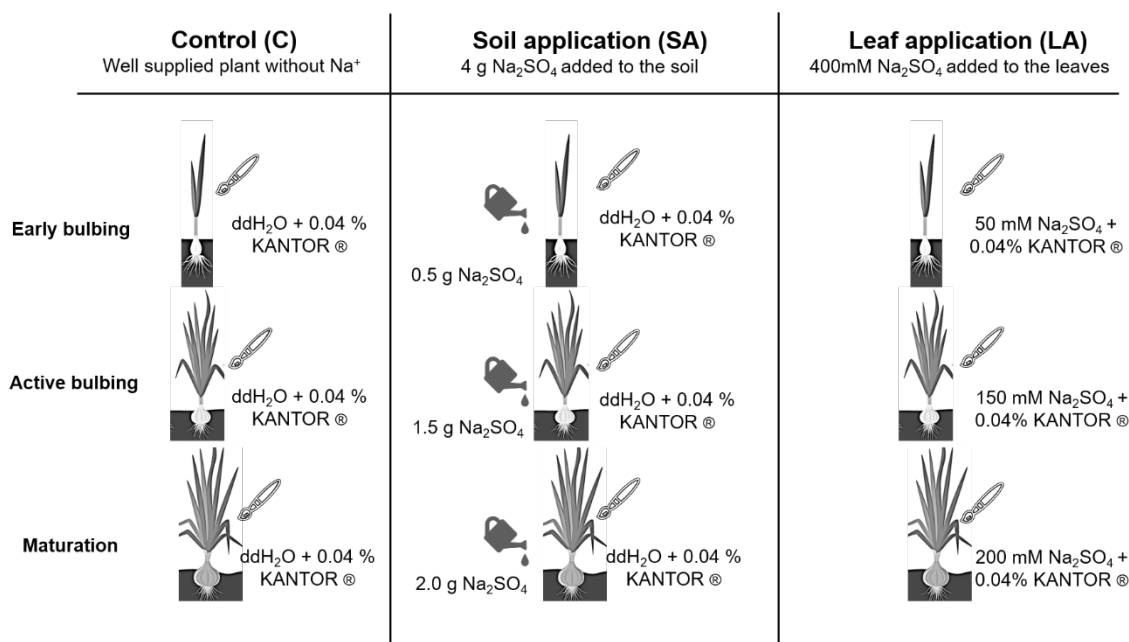 Control (C)
Well supplied plant without Na⁺
Soil application (SA)
4 g Na₂SO₄ added to the soil
Leaf application (LA)
400mM Na₂SO₄ added to the leaves
Early bulbing
ddH₂O + 0.04 %
KANTOR ®
0.5 g Na₂SO₄
ddH₂O + 0.04 %
KANTOR ®
50 mM Na₂SO₄ +
0.04% KANTOR ®
Active bulbing
ddH₂O + 0.04 %
KANTOR ®
1.5 g Na₂SO₄
ddH₂O + 0.04 %
KANTOR ®
150 mM Na₂SO₄ +
0.04% KANTOR ®
Maturation
ddH₂O + 0.04 %
KANTOR ®
2.0 g Na₂SO₄
ddH₂O + 0.04 %
KANTOR ®
200 mM Na₂SO₄ +
0.04% KANTOR ®